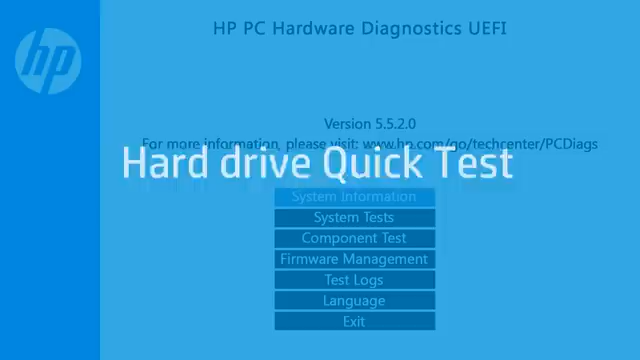 hp
HP PC Hardware Diagnostics UEFI
Version 5.5.2.0
For more information, please visit: www.hp.com/go/techcenter/PCDiags
Hard drive Quick Test
System Information
System Tests
Component Test
Firmware Management
Test Logs
Language
Exit